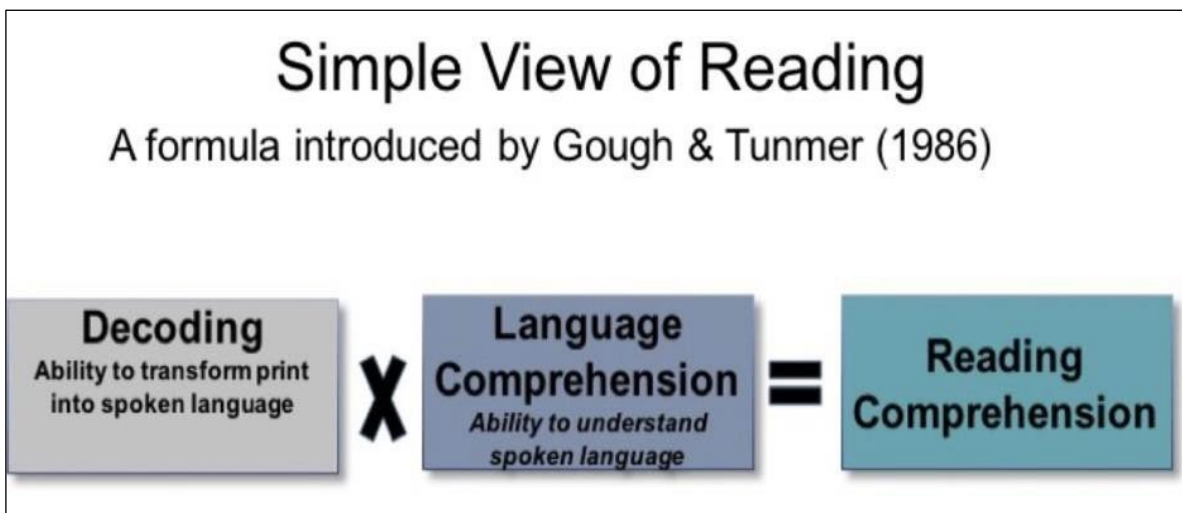 Simple View of Reading
A formula introduced by Gough & Tunmer (1986)
Decoding
Ability to transform print
into spoken language
X
Language
Comprehension
Ability to understand
spoken language
=
Reading
Comprehension